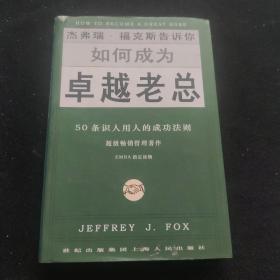 HOW TO BECOME A GREAT BOSS
杰弗瑞·福克斯告诉你
如何成为
卓越老总
50条识人用人的成功法则
超级畅销管理著作
EMBA指定读物
JEFFREY J. FOX
世纪出版集团 上海人民出版社